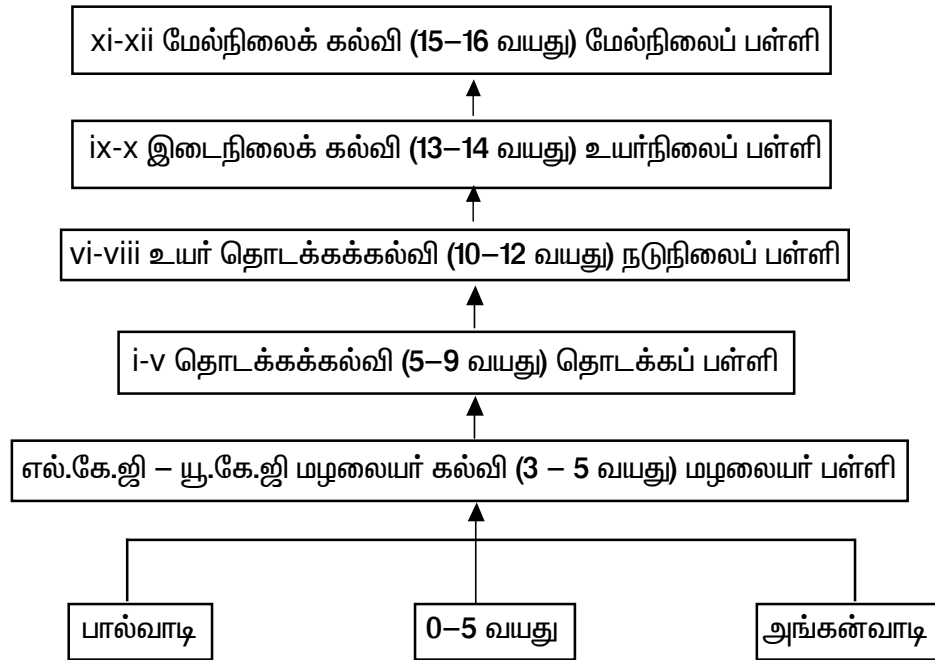 xi-xii மேல்நிலைக் கல்வி (15–16 வயது) மேல்நிலைப் பள்ளி
ix-x இடைநிலைக் கல்வி (13–14 வயது) உயர்நிலைப் பள்ளி
vi-viii உயர் தொடக்கக்கல்வி (10–12 வயது) நடுநிலைப் பள்ளி
i-v தொடக்கக்கல்வி (5–9 வயது) தொடக்கப் பள்ளி
எல்.கே.ஜி – யூ.கே.ஜி மழலையர் கல்வி (3 – 5 வயது) மழலையர் பள்ளி
பால்வாடி 0–5 வயது அங்கன்வாடி